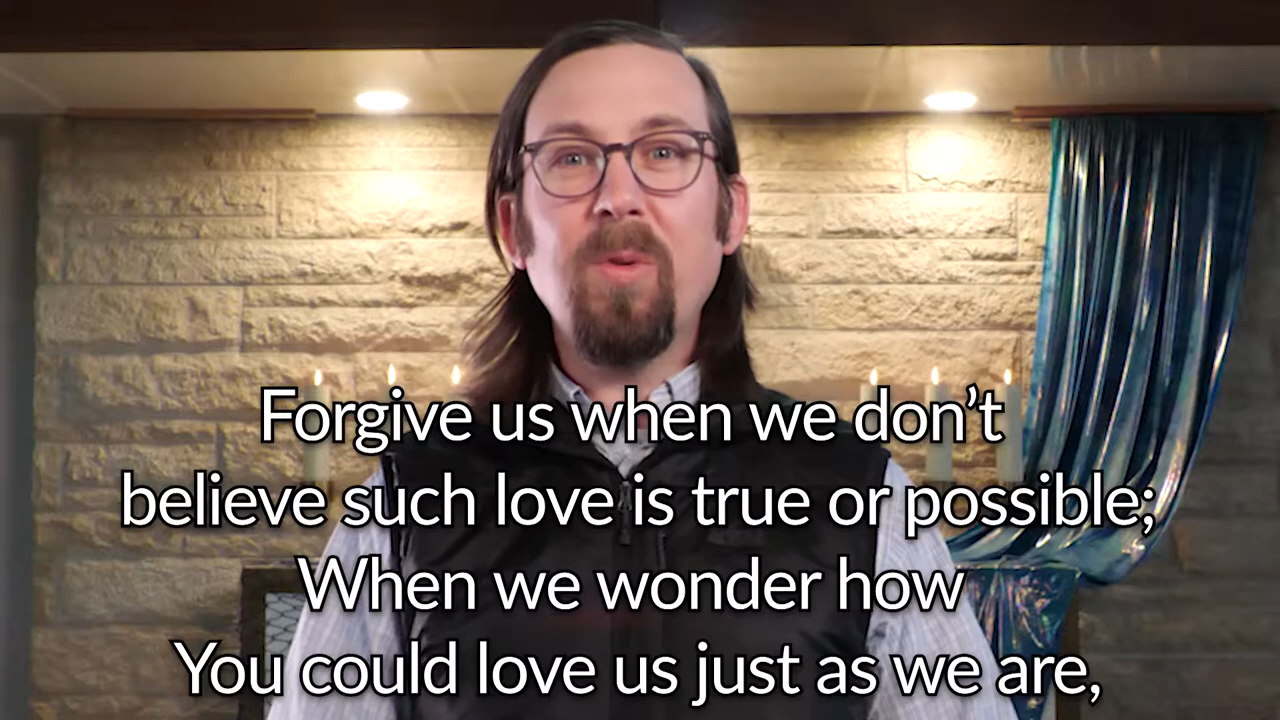 Forgive us when we don’t
believe such love is true or possible;
When we wonder how
You could love us just as we are,